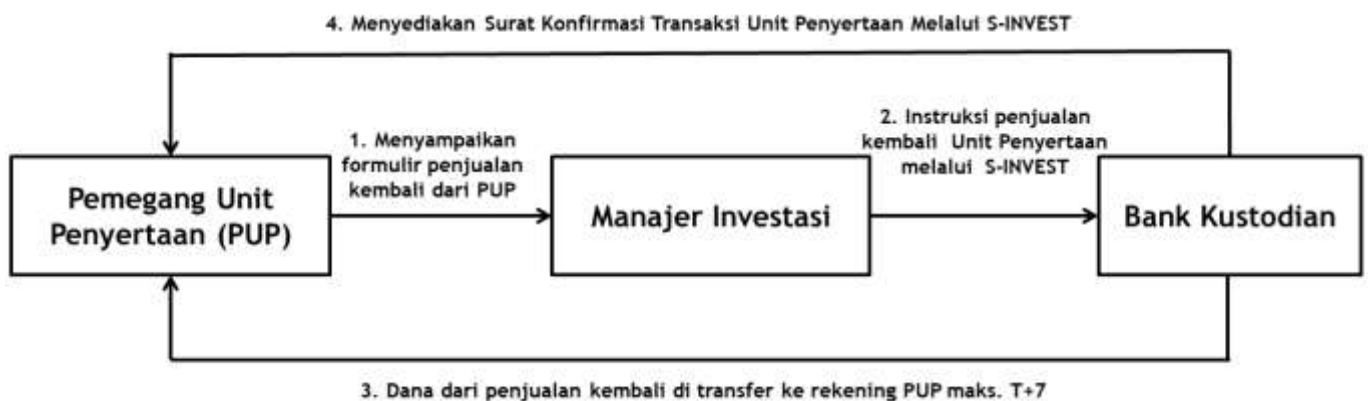 4. Menyediakan Surat Konfirmasi Transaksi Unit Penyertaan Melalui S-INVEST
1. Menyampaikan
formulir penjualan
kembali dari PUP
2. Instruksi penjualan
kembali Unit Penyertaan
melalui S-INVEST
Pemegang Unit
Penyertaan (PUP)
Manajer Investasi
Bank Kustodian
3. Dana dari penjualan kembali di transfer ke rekening PUP maks. T+7